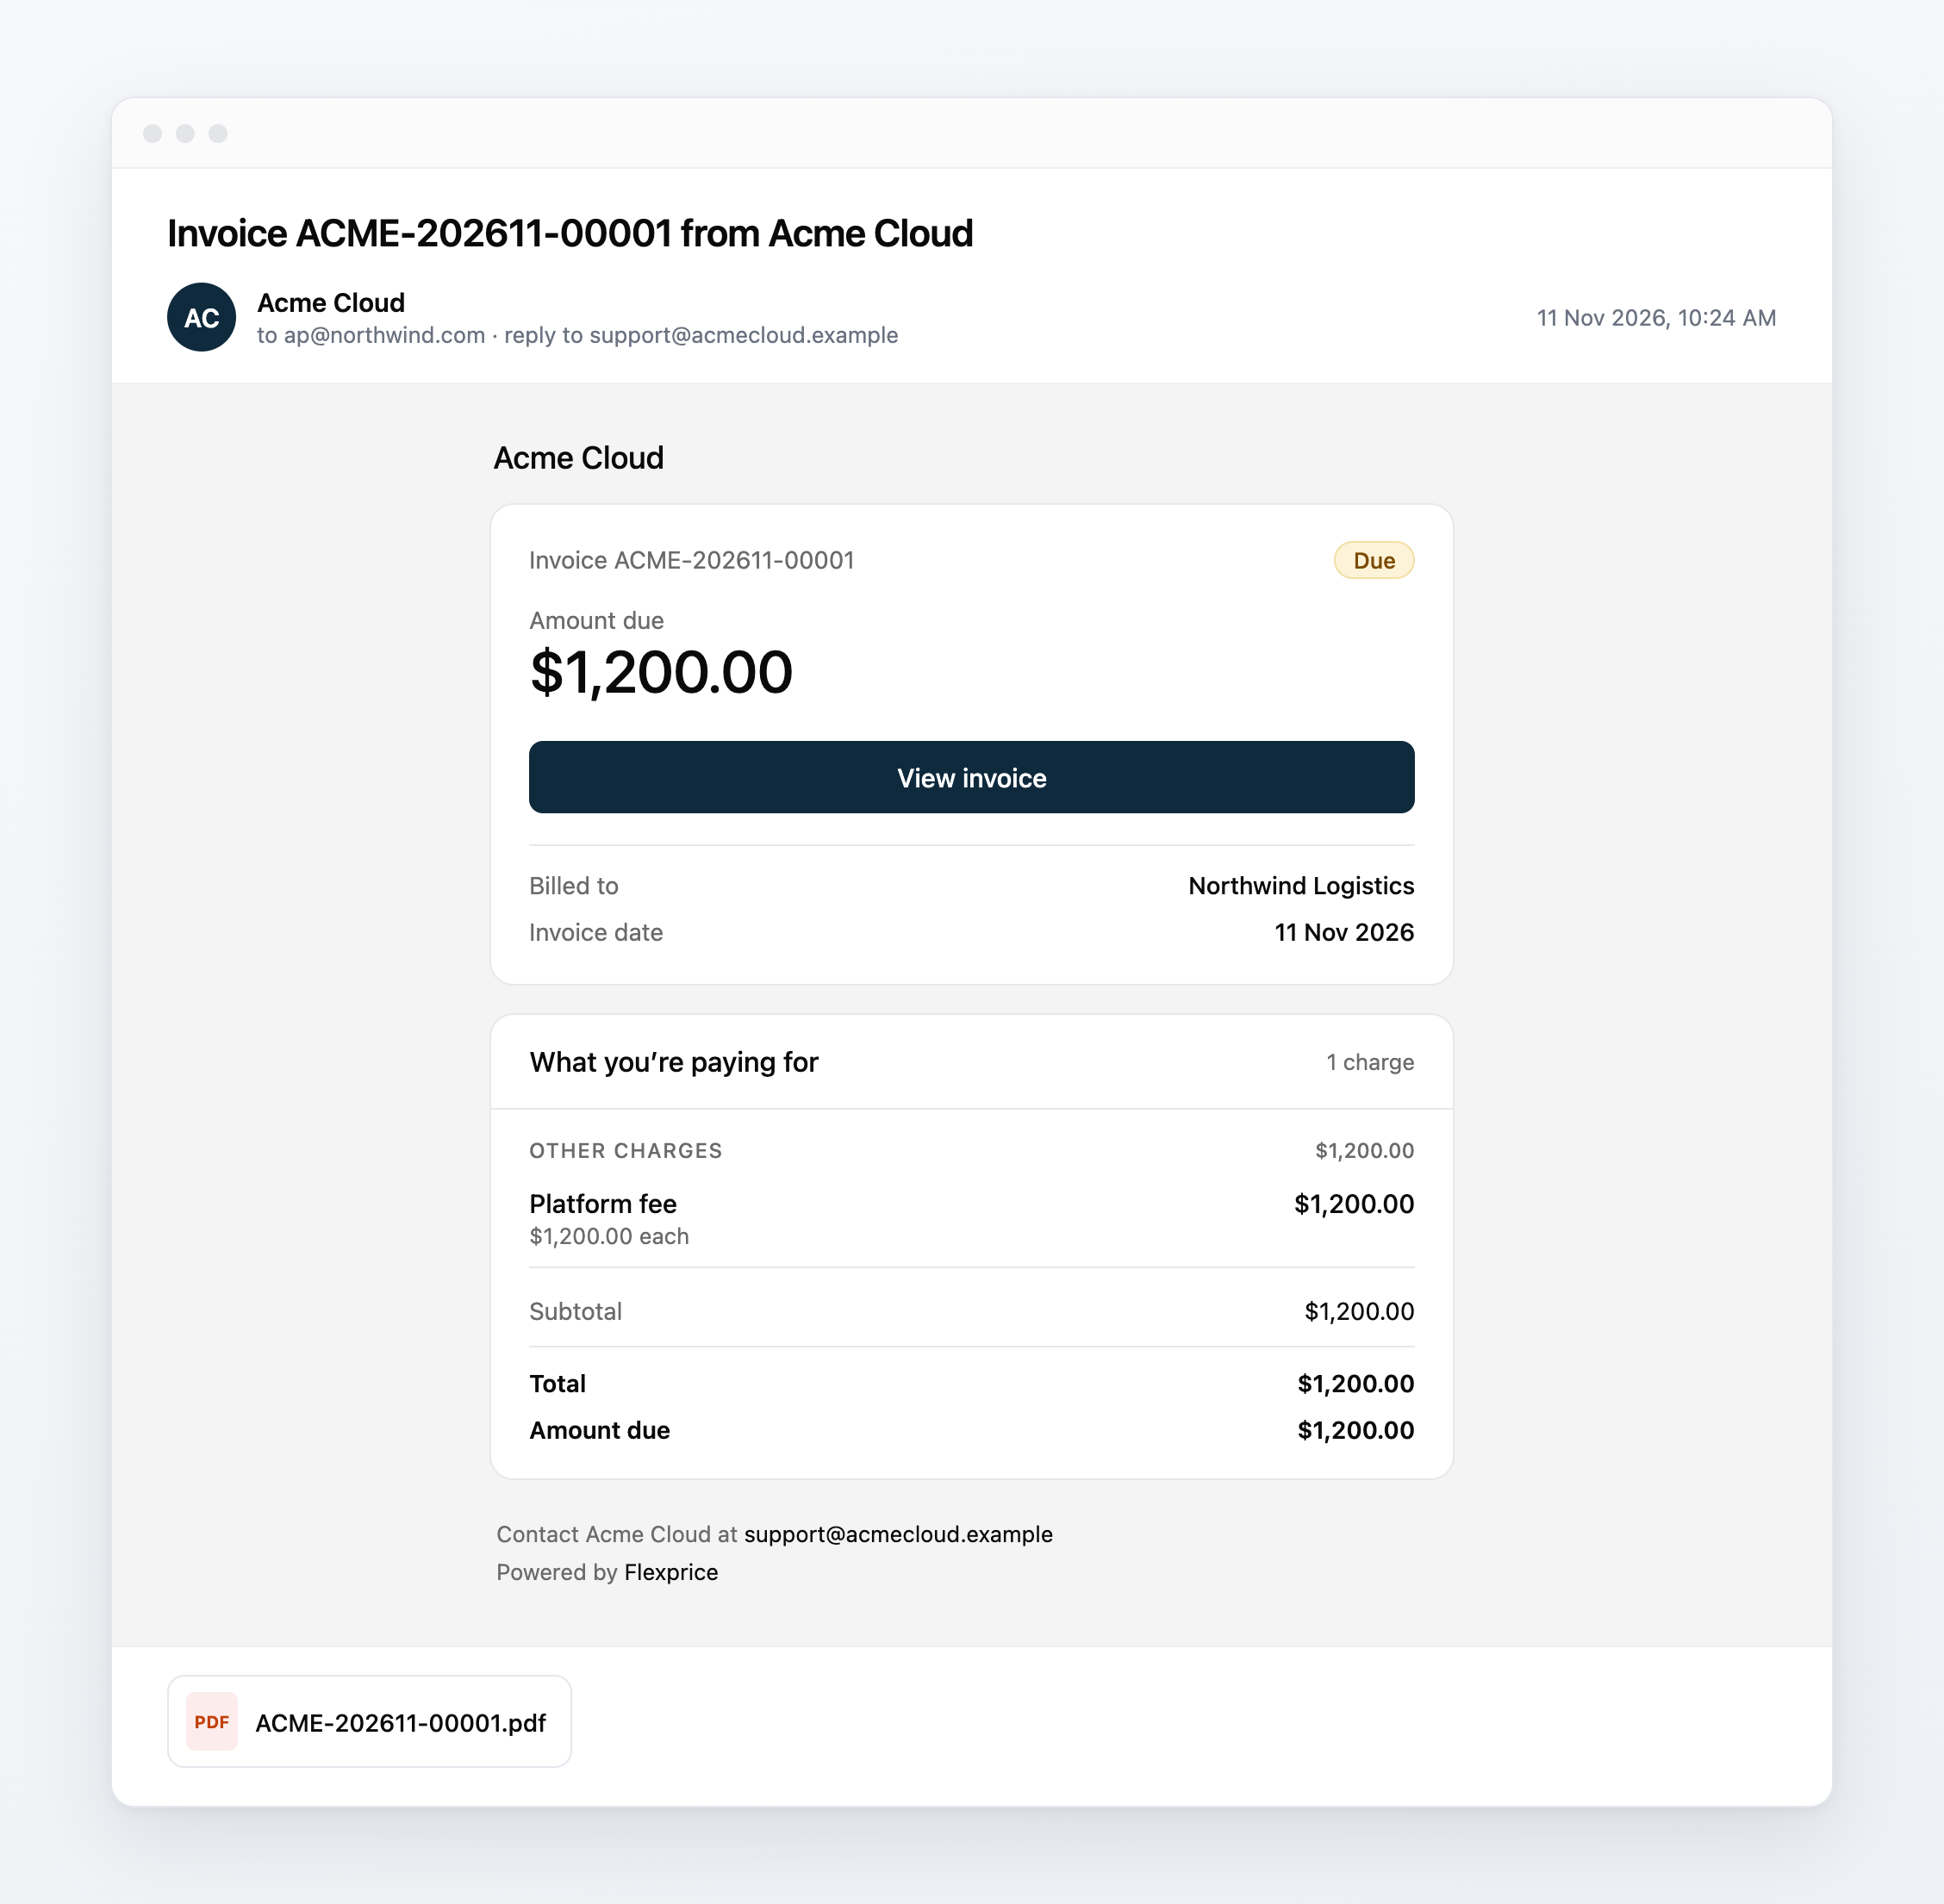 Invoice ACME-202611-00001 from Acme Cloud
AC
Acme Cloud
to ap@northwind.com · reply to support@acmecloud.example
11 Nov 2026, 10:24 AM
Acme Cloud
Invoice ACME-202611-00001
Due
Amount due
$1,200.00
View invoice
Billed to Northwind Logistics
Invoice date 11 Nov 2026
What you’re paying for 1 charge
OTHER CHARGES $1,200.00
Platform fee $1,200.00
$1,200.00 each
Subtotal $1,200.00
Total $1,200.00
Amount due $1,200.00
Contact Acme Cloud at support@acmecloud.example
Powered by Flexprice
PDF ACME-202611-00001.pdf